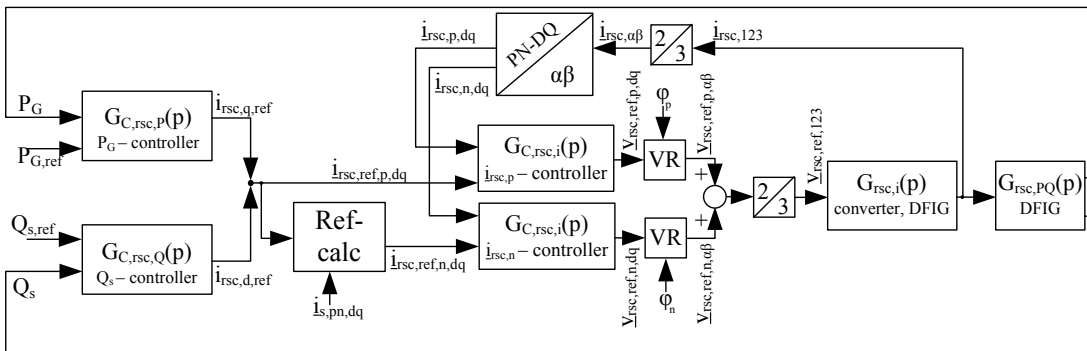 i_rsc,p,dq
PN-DQ
αβ
i_rsc,αβ
2
3
i_rsc,123
i_rsc,n,dq
P_G
G_C,rsc,P(p)
P_G – controller
i_rsc,q,ref
P_G,ref
G_C,rsc,i(p)
i_rsc,p – controller
v_rsc,ref,p,dq
φ_p
VR
v_rsc,ref,p,αβ
+
i_rsc,ref,p,dq
2
3
v_rsc,ref,123
G_rsc,i(p)
converter, DFIG
G_rsc,PQ(p)
DFIG
Q_s,ref
G_C,rsc,Q(p)
Q_s – controller
Q_s
i_rsc,d,ref
Ref-
calc
i_rsc,ref,n,dq
i_s,pn,dq
G_C,rsc,i(p)
i_rsc,n – controller
v_rsc,ref,n,dq
VR
φ_n
+
v_rsc,ref,n,αβ